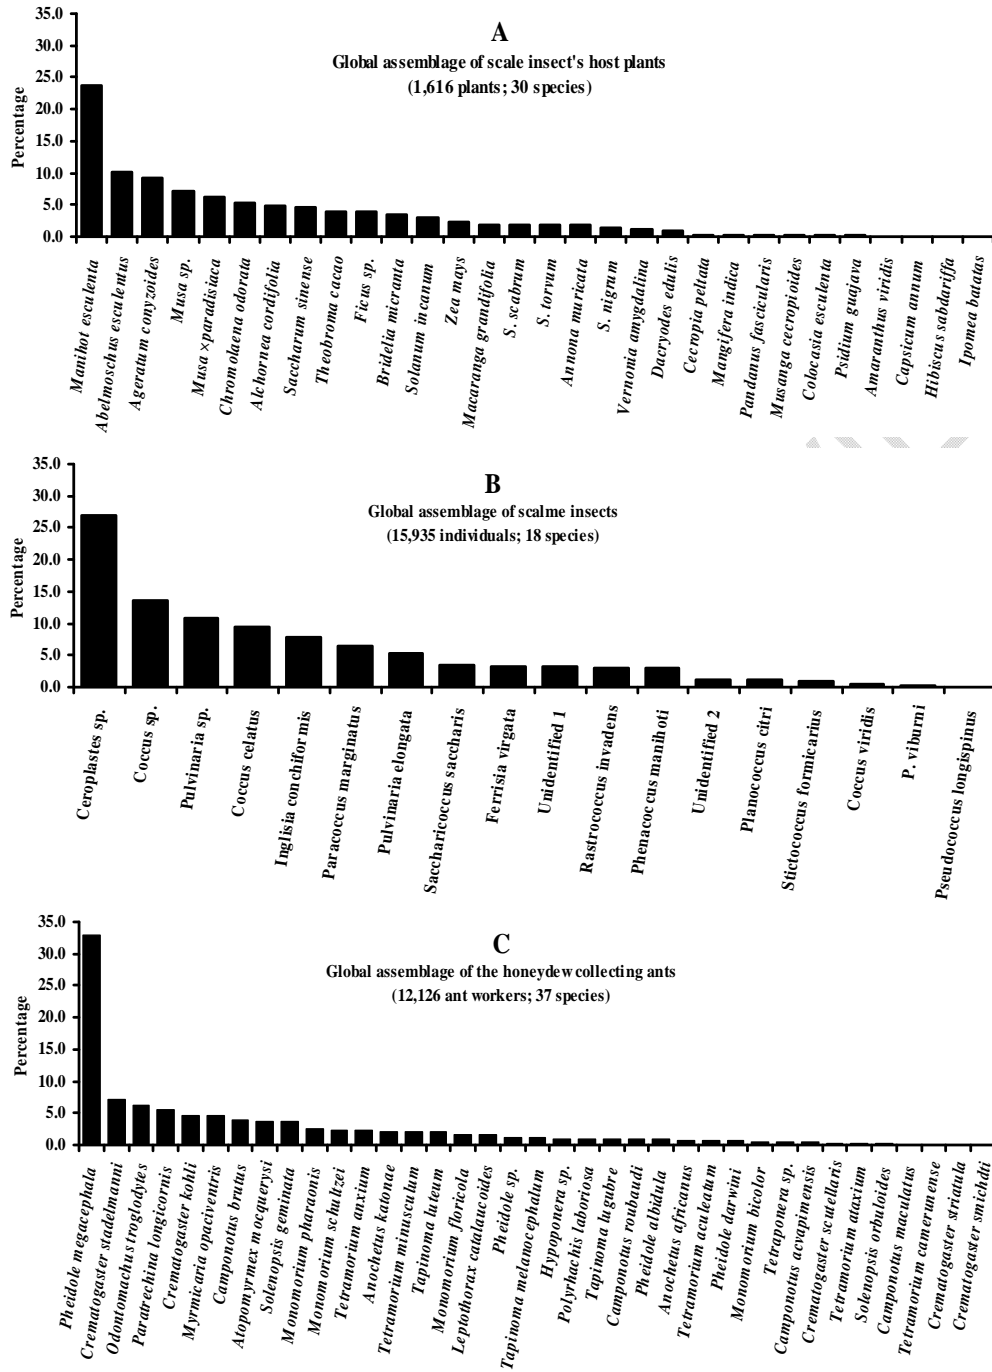 35.0
30.0
25.0
20.0
15.0
10.0
5.0
0.0
Percentage
A
Global assemblage of scale insect's host plants
(1,616 plants; 30 species)
Manihot esculenta
Abelmoschus esculentus
Ageratum conyzoides
Musa sp.
Musa×paradisiaca
Chromolaena odorata
Alchornea cordifolia
Saccharum sinense
Theobroma cacao
Ficus sp.
Bridelia micranta
Solanum incanum
Zea mays
Macaranga grandifolia
S. scabrum
S. torvum
Annona muricata
S. nigrum
Vernonia amygdalina
Dacryodes edulis
Cecropia peltata
Mangifera indica
Pandanus fascicularis
Musanga cecropioides
Colocasia esculenta
Psidium guajava
Amaranthus viridis
Capsicum annum
Hibiscus sabdariffa
Ipomea batatas
35.0
30.0
25.0
20.0
15.0
10.0
5.0
0.0
Percentage
B
Global assemblage of scalme insects
(15,935 individuals; 18 species)
Ceroplastes sp.
Coccus sp.
Pulvinaria sp.
Coccus celatus
Inglisia conchiformis
Paracoccus marginatus
Pulvinaria elongata
Saccharicoccus saccharis
Ferrisia virgata
Unidentified 1
Rastrococcus invadens
Phenacoccus manihoti
Unidentified 2
Planococcus citri
Stictococcus formicarius
Coccus viridis
P. viburni
Pseudococcus longispinus
35.0
30.0
25.0
20.0
15.0
10.0
5.0
0.0
Percentage
C
Global assemblage of the honeydew collecting ants
(12,126 ant workers; 37 species)
Pheidole megacephala
Crematogaster stadelmanni
Odontomachus troglodytes
Paratrechina longicornis
Crematogaster kohli
Myrmicaria opaciventris
Camponotus brutus
Atopyrmex mocquerysi
Solenopsis geminata
Monomorium pharaonis
Monomorium schultzei
Tetramorium anxium
Anochetus katonae
Tetramorium minusculum
Tapinoma luteum
Monomorium floricola
Leptothorax catalaucoides
Pheidole sp.
Tapinoma melanocephalum
Hypoponera sp.
Polyrhachis laboriosa
Tapinoma lugubre
Camponotus roubaudi
Pheidole albidula
Anochetus africanus
Tetramorium aculeatum
Pheidole darwini
Monomorium bicolor
Tetraponera sp.
Camponotus acvapimensis
Crematogaster scutellaris
Tetramorium ataxium
Solenopsis orbuloides
Camponotus maculatus
Tetramorium camerunense
Crematogaster striatula
Crematogaster smichdti